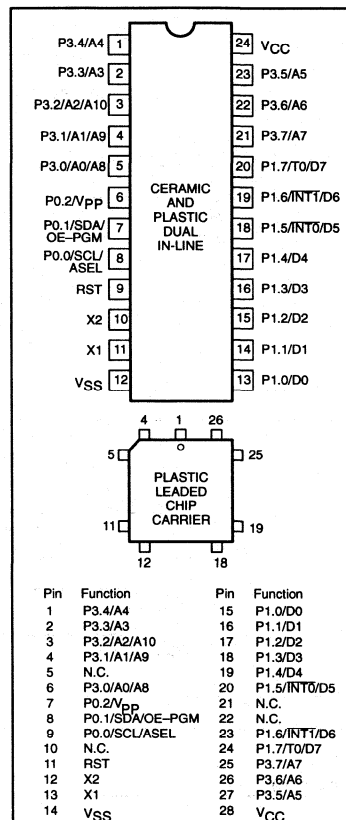 P3.4/A4 1 24 VCC
P3.3/A3 2 23 P3.5/A5
P3.2/A2/A10 3 22 P3.6/A6
P3.1/A1/A9 4 21 P3.7/A7
P3.0/A0/A8 5 20 P1.7/T0/D7
P0.2/VPP 6 19 P1.6/INT1/D6
P0.1/SDA/OE–PGM 7 18 P1.5/INT0/D5
P0.0/SCL/ASEL 8 17 P1.4/D4
RST 9 16 P1.3/D3
X2 10 15 P1.2/D2
X1 11 14 P1.1/D1
VSS 12 13 P1.0/D0
CERAMIC
AND
PLASTIC
DUAL
IN-LINE
4 1 26
5 25
PLASTIC
LEADED
CHIP
CARRIER
11 19
12 18
Pin Function Pin Function
1 P3.4/A4 15 P1.0/D0
2 P3.3/A3 16 P1.1/D1
3 P3.2/A2/A10 17 P1.2/D2
4 P3.1/A1/A9 18 P1.3/D3
5 N.C. 19 P1.4/D4
6 P3.0/A0/A8 20 P1.5/INT0/D5
7 P0.2/VPP 21 N.C.
8 P0.1/SDA/OE–PGM 22 N.C.
9 P0.0/SCL/ASEL 23 P1.6/INT1/D6
10 N.C. 24 P1.7/T0/D7
11 RST 25 P3.7/A7
12 X2 26 P3.6/A6
13 X1 27 P3.5/A5
14 VSS 28 VCC